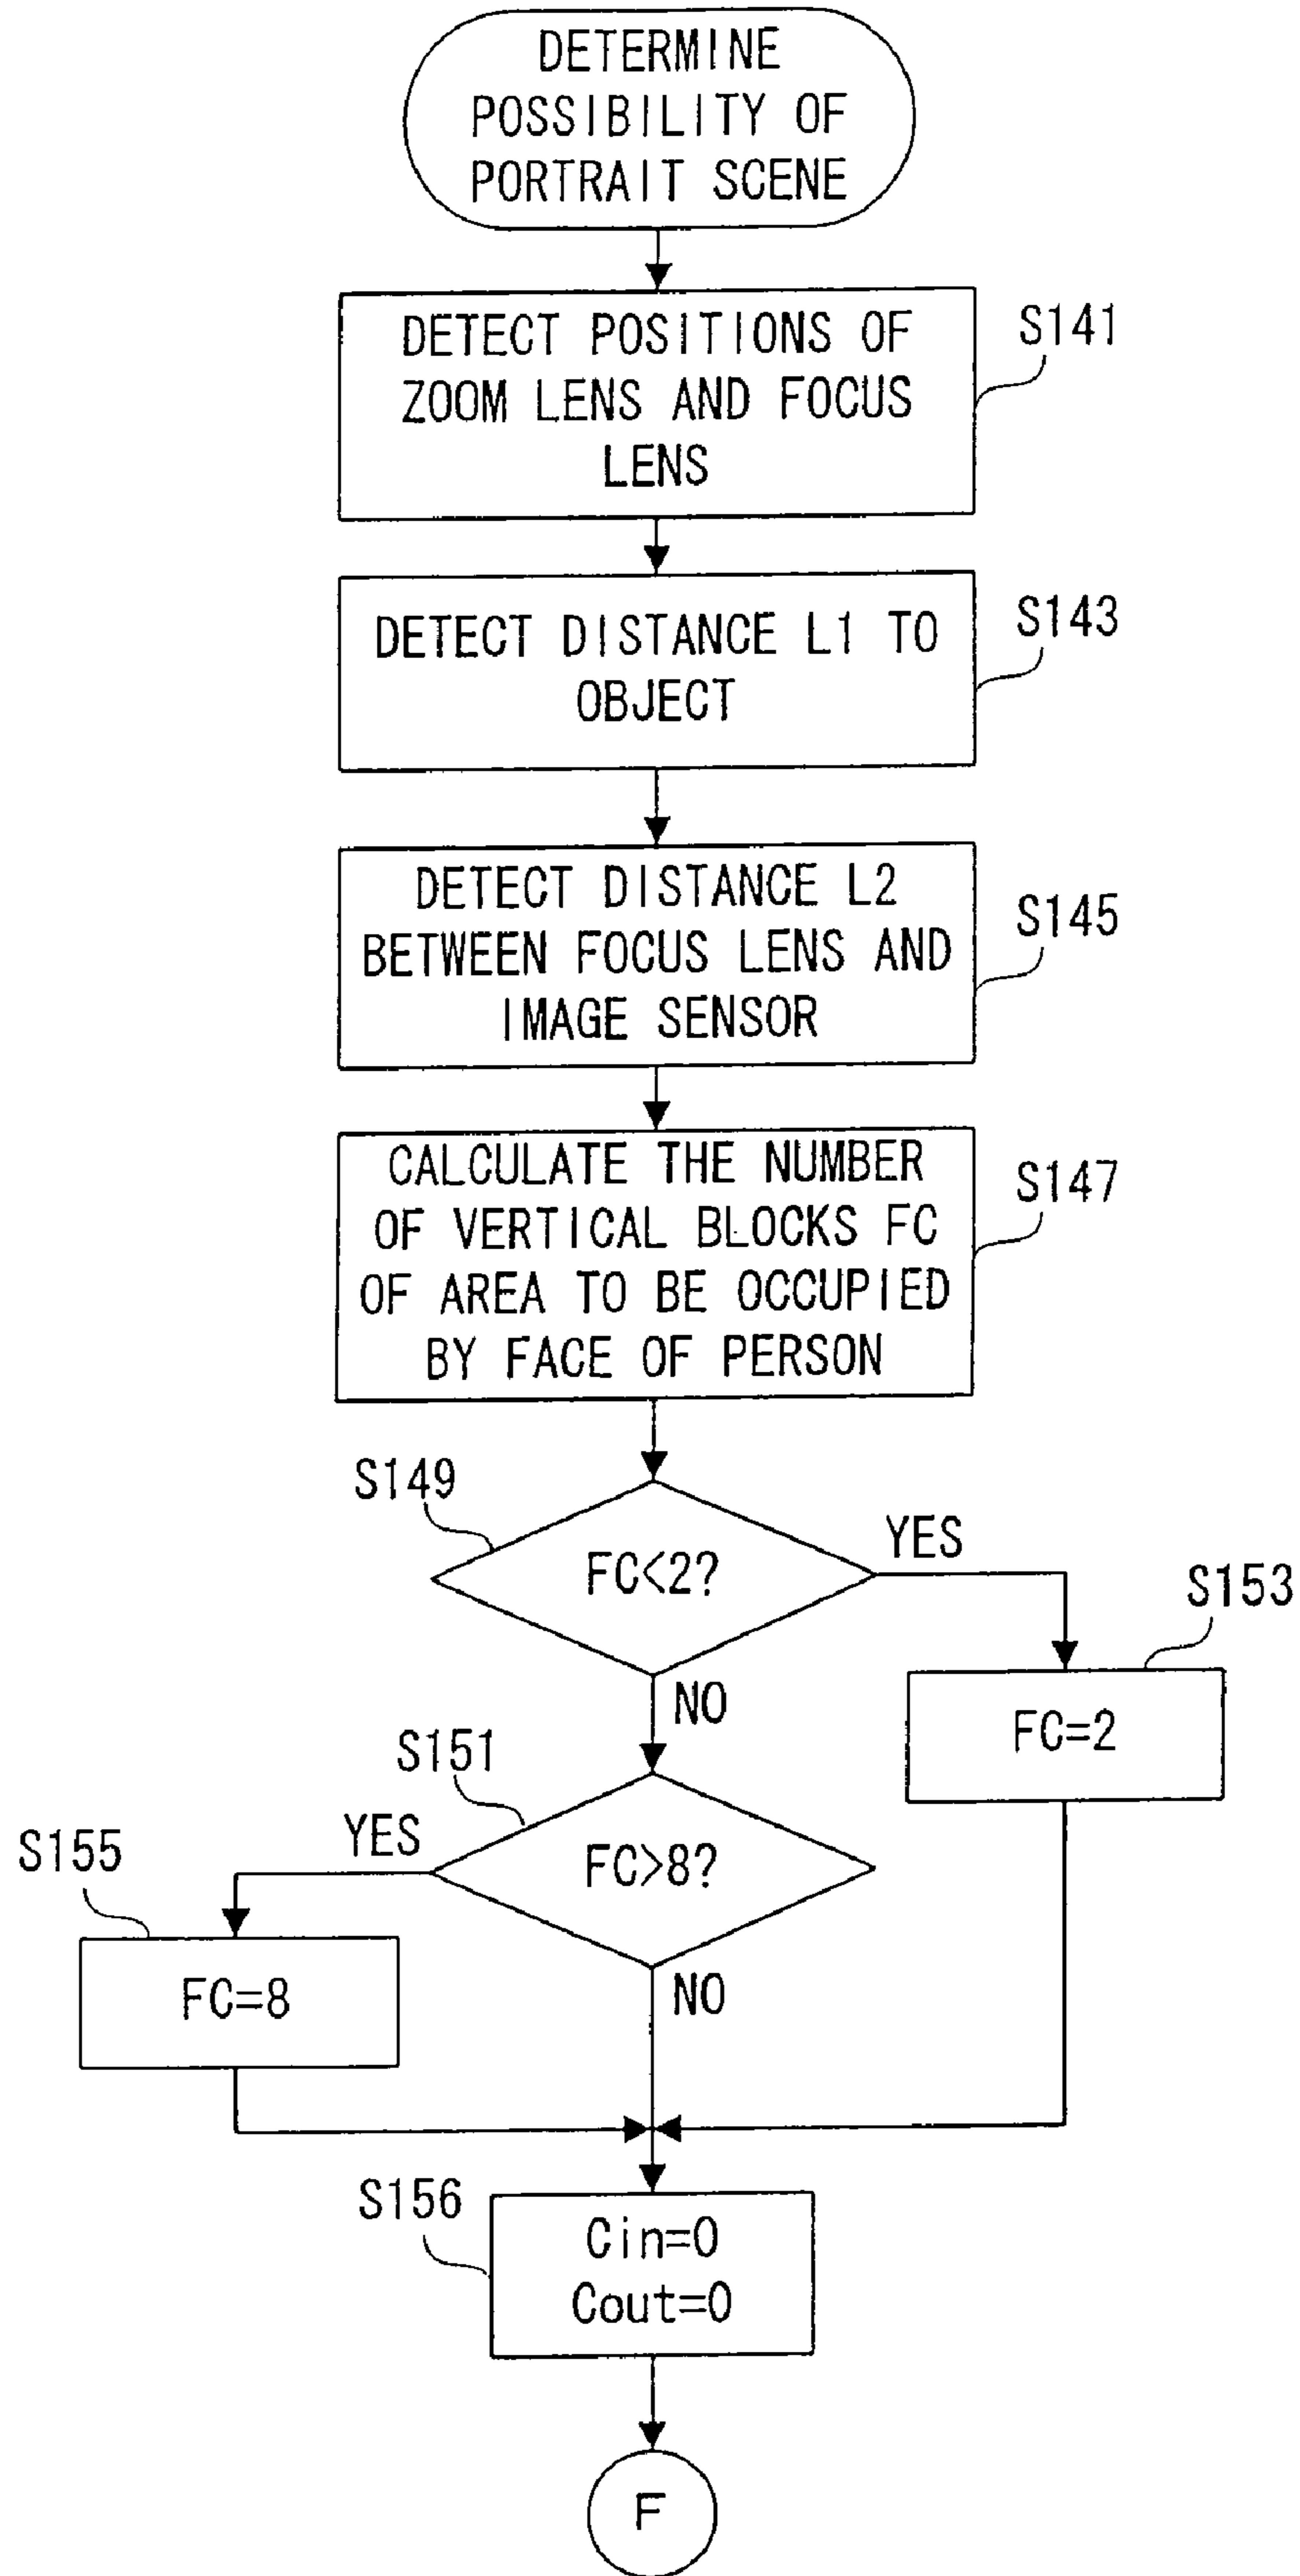 DETERMINE
POSSIBILITY OF
PORTRAIT SCENE
DETECT POSITIONS OF
ZOOM LENS AND FOCUS
LENS
S141
DETECT DISTANCE L1 TO
OBJECT
S143
DETECT DISTANCE L2
BETWEEN FOCUS LENS AND
IMAGE SENSOR
S145
CALCULATE THE NUMBER
OF VERTICAL BLOCKS FC
OF AREA TO BE OCCUPIED
BY FACE OF PERSON
S147
S149
FC<2?
YES
S153
NO
FC=2
S151
YES
FC>8?
S155
NO
FC=8
S156
Cin=0
Cout=0
F